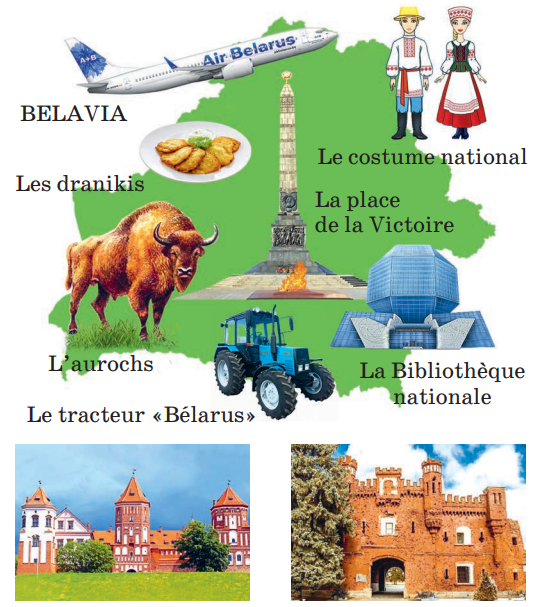 A+B
Air Belarus
BELAVIA
Le costume national
Les dranikis
La place
de la Victoire
L'aurochs
La Bibliothèque
nationale
Le tracteur «Bélarus»